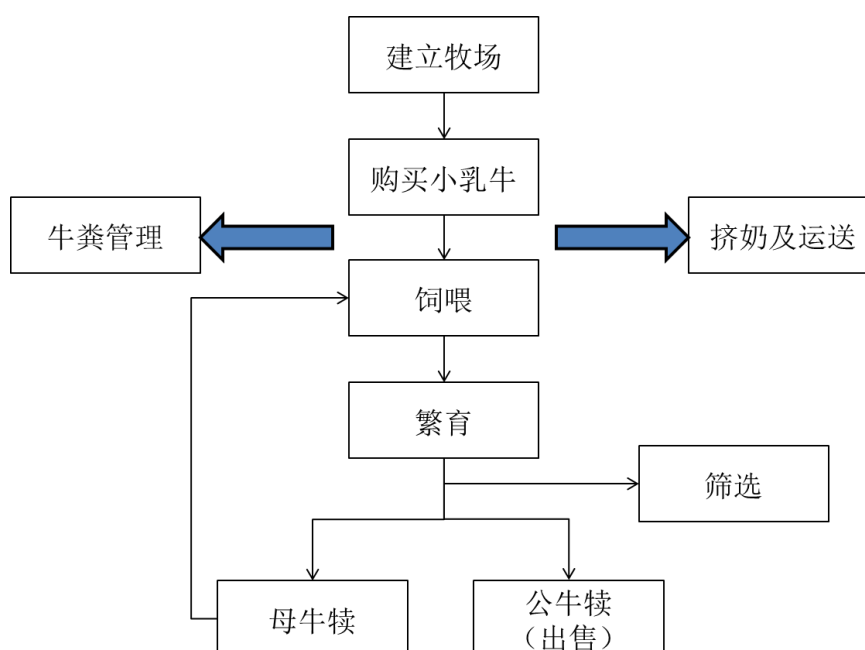 建立牧场
购买小乳牛
牛粪管理
挤奶及运送
饲喂
繁育
筛选
母牛犊
公牛犊
（出售）